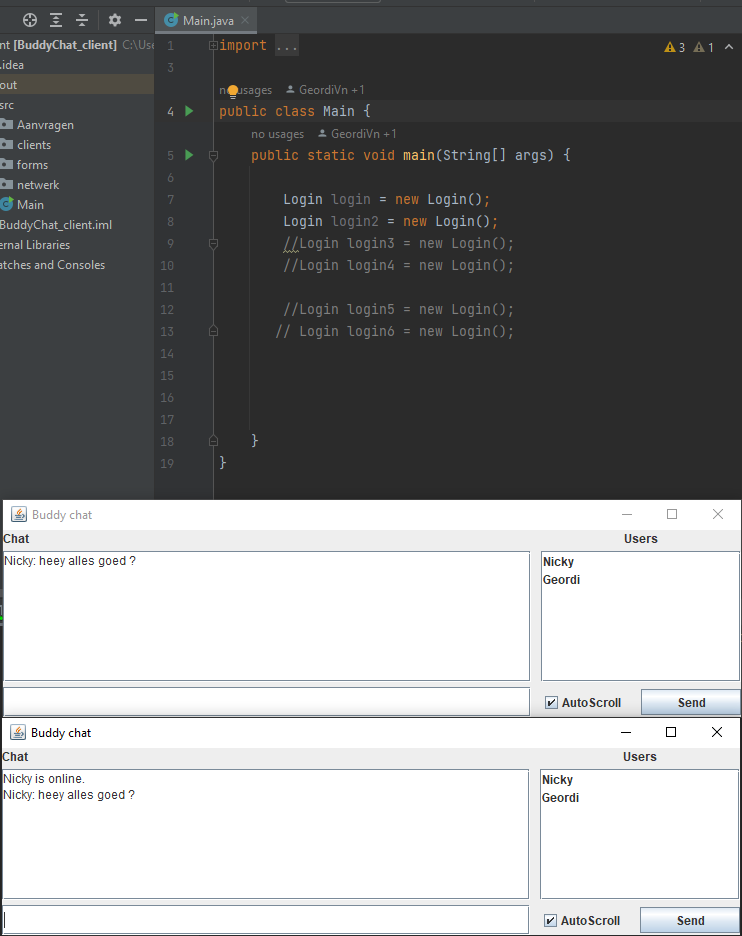 Main.java
nt [BuddyChat_client] C:\Use
.idea
out
src
Aanvragen
clients
forms
netwerk
Main
BuddyChat_client.iml
ernal Libraries
atches and Consoles
3 1
1 import ...
3
no usages GeordiVn +1
4 public class Main {
no usages GeordiVn +1
5 public static void main(String[] args) {
6
7 Login login = new Login();
8 Login login2 = new Login();
9 //Login login3 = new Login();
10 //Login login4 = new Login();
11
12 //Login login5 = new Login();
13 // Login login6 = new Login();
14
15
16
17
18 }
19 }
Buddy chat
Chat Users
Nicky: heey alles goed ?
Nicky
Geordi
AutoScroll Send
Buddy chat
Chat Users
Nicky is online.
Nicky: heey alles goed ?
Nicky
Geordi
AutoScroll Send